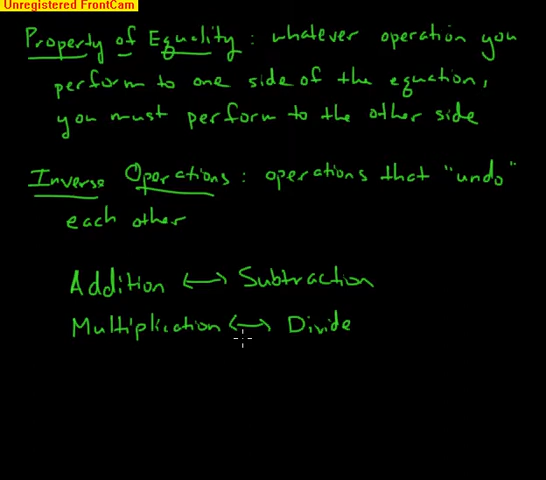 Unregistered FrontCam
Property of Equality : whatever operation you
perform to one side of the equation,
you must perform to the other side
Inverse Operations : operations that "undo"
each other
Addition <-> Subtraction
Multiplication <-> Divide